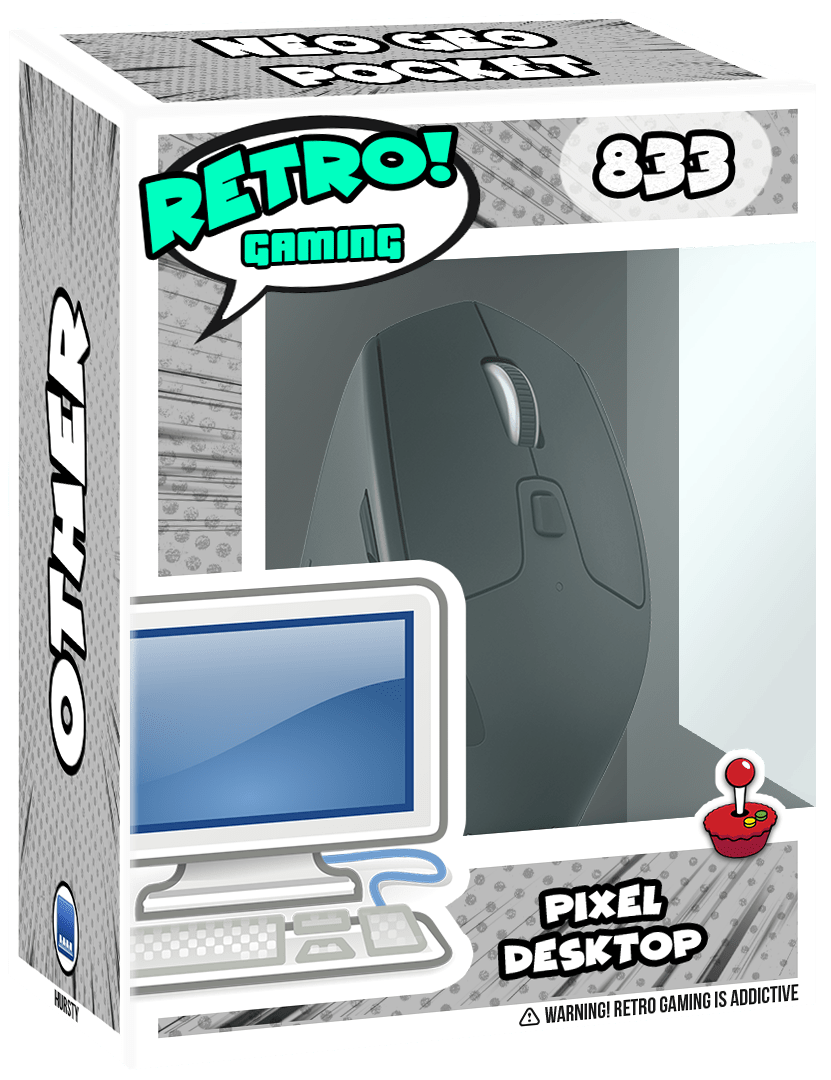 NEO GEO
POCKET
RETRO!
GAMING
833
OTHER
PIXEL
DESKTOP
HURSTY
⚠ WARNING! RETRO GAMING IS ADDICTIVE